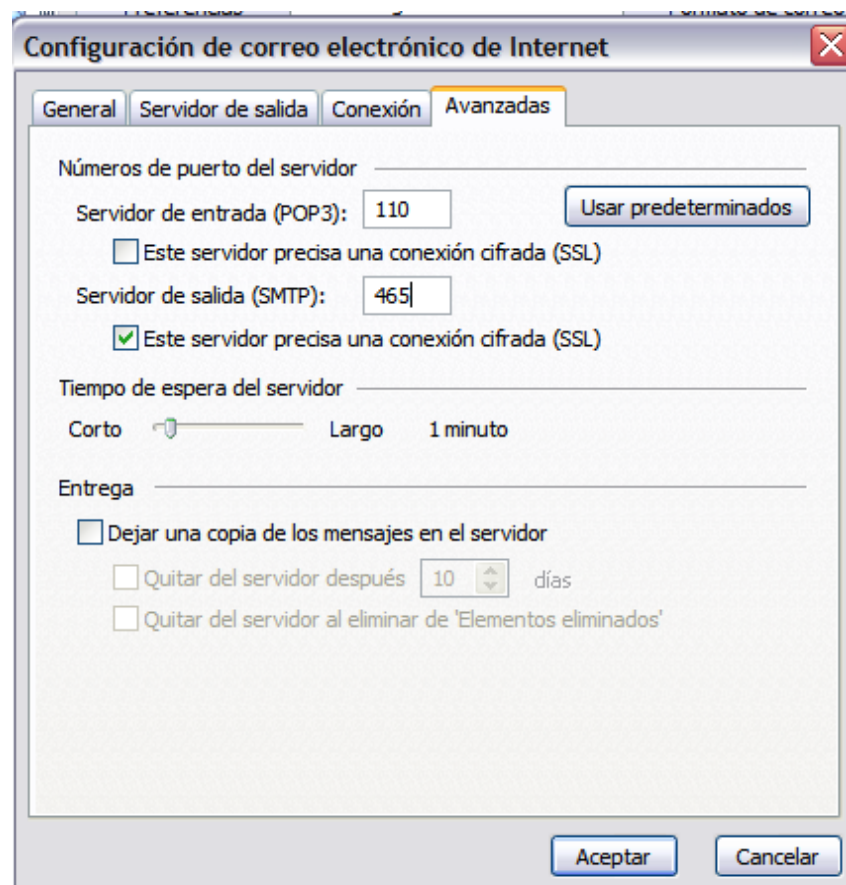 Preferencias
Formato de correo
Configuración de correo electrónico de Internet
General Servidor de salida Conexión Avanzadas
Números de puerto del servidor
Servidor de entrada (POP3): 110 Usar predeterminados
Este servidor precisa una conexión cifrada (SSL)
Servidor de salida (SMTP): 465
Este servidor precisa una conexión cifrada (SSL)
Tiempo de espera del servidor
Corto Largo 1 minuto
Entrega
Dejar una copia de los mensajes en el servidor
Quitar del servidor después 10 días
Quitar del servidor al eliminar de 'Elementos eliminados'
Aceptar Cancelar